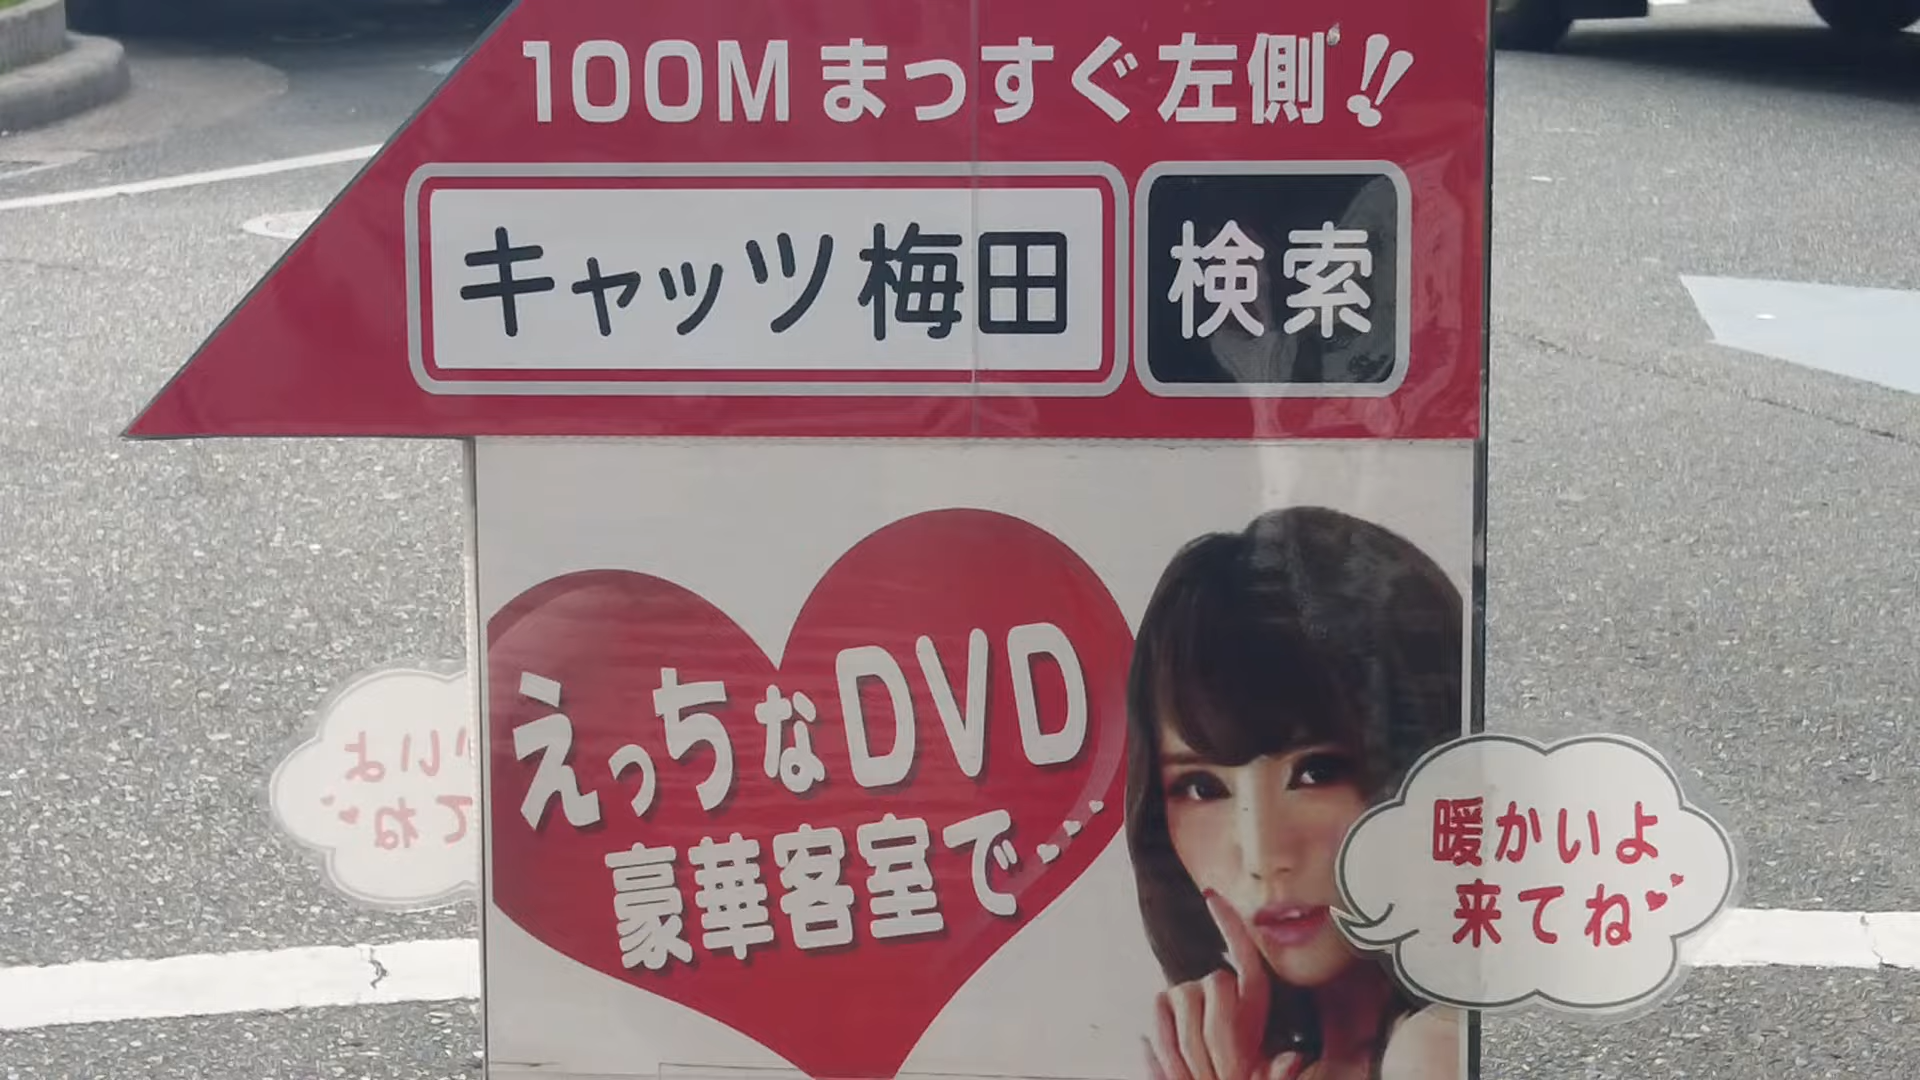 100Mまっすぐ左側!!
キャッツ梅田 検索
えっちなDVD
豪華客室で
暖かいよ
来てね